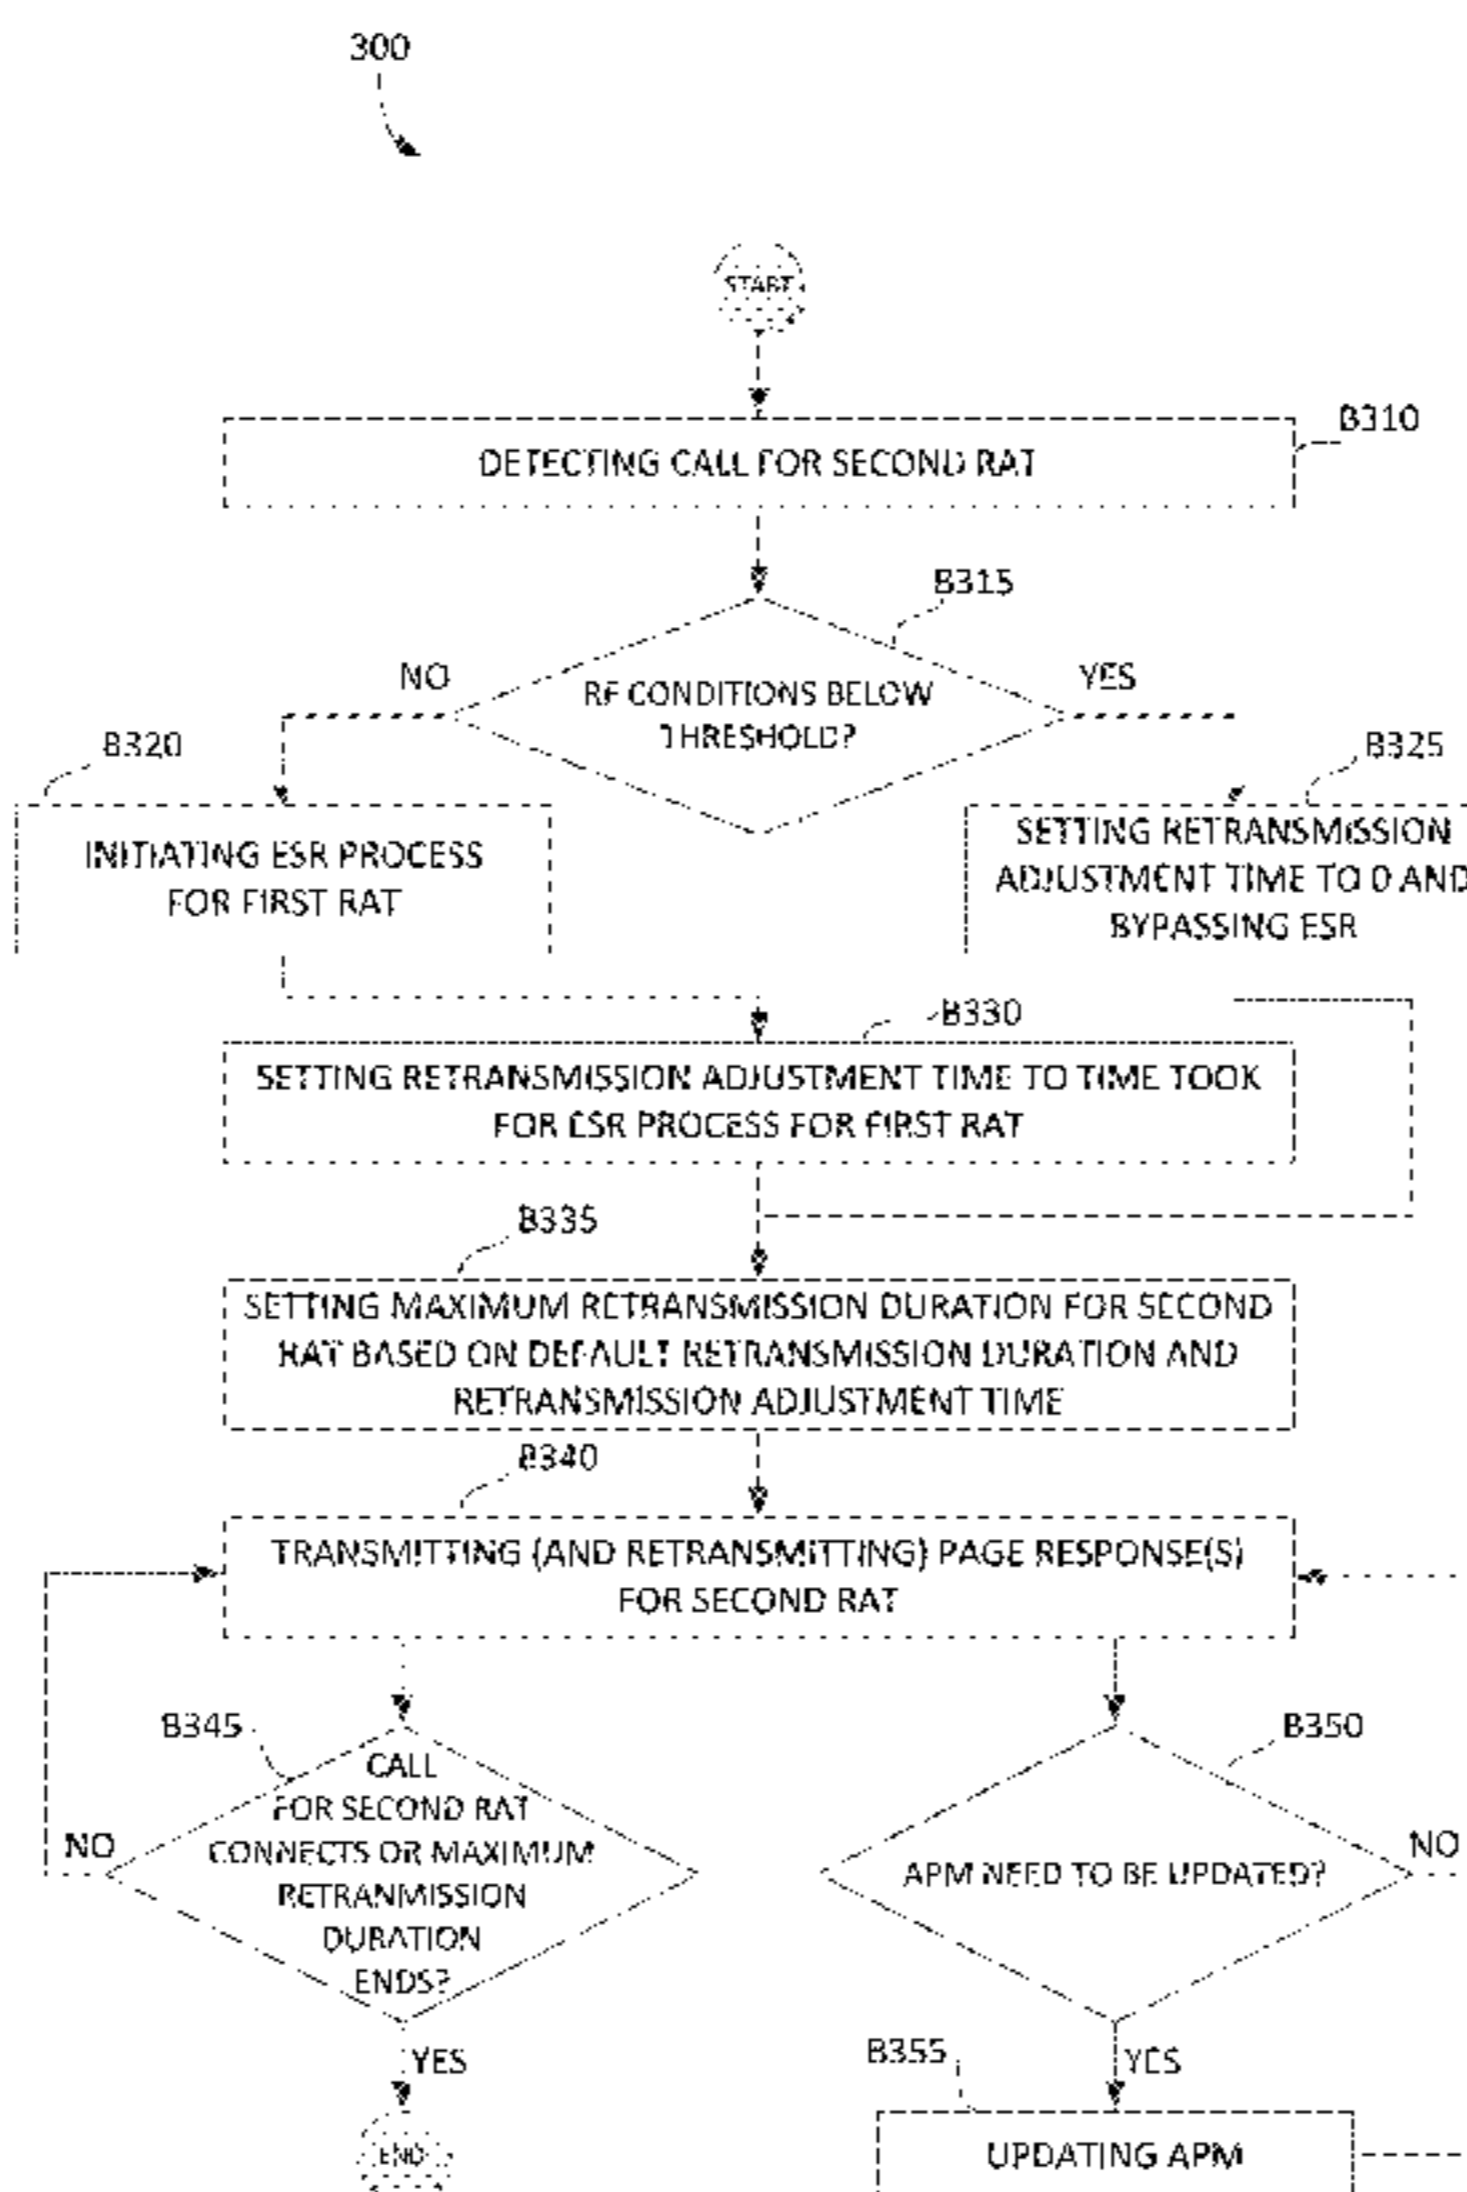 300
START
B310
DETECTING CALL FOR SECOND RAT
B315
NO
YES
RF CONDITIONS BELOW
THRESHOLD?
B320
B325
INITIATING ESR PROCESS
FOR FIRST RAT
SETTING RETRANSMISSION
ADJUSTMENT TIME TO 0 AND
BYPASSING ESR
B330
SETTING RETRANSMISSION ADJUSTMENT TIME TO TIME TOOK
FOR ESR PROCESS FOR FIRST RAT
B335
SETTING MAXIMUM RETRANSMISSION DURATION FOR SECOND
RAT BASED ON DEFAULT RETRANSMISSION DURATION AND
RETRANSMISSION ADJUSTMENT TIME
B340
TRANSMITTING (AND RETRANSMITTING) PAGE RESPONSE(S)
FOR SECOND RAT
B345
B350
CALL
FOR SECOND RAT
CONNECTS OR MAXIMUM
RETRANMISSION
DURATION
ENDS?
NO
APM NEED TO BE UPDATED?
NO
YES
B355
YES
END
UPDATING APM